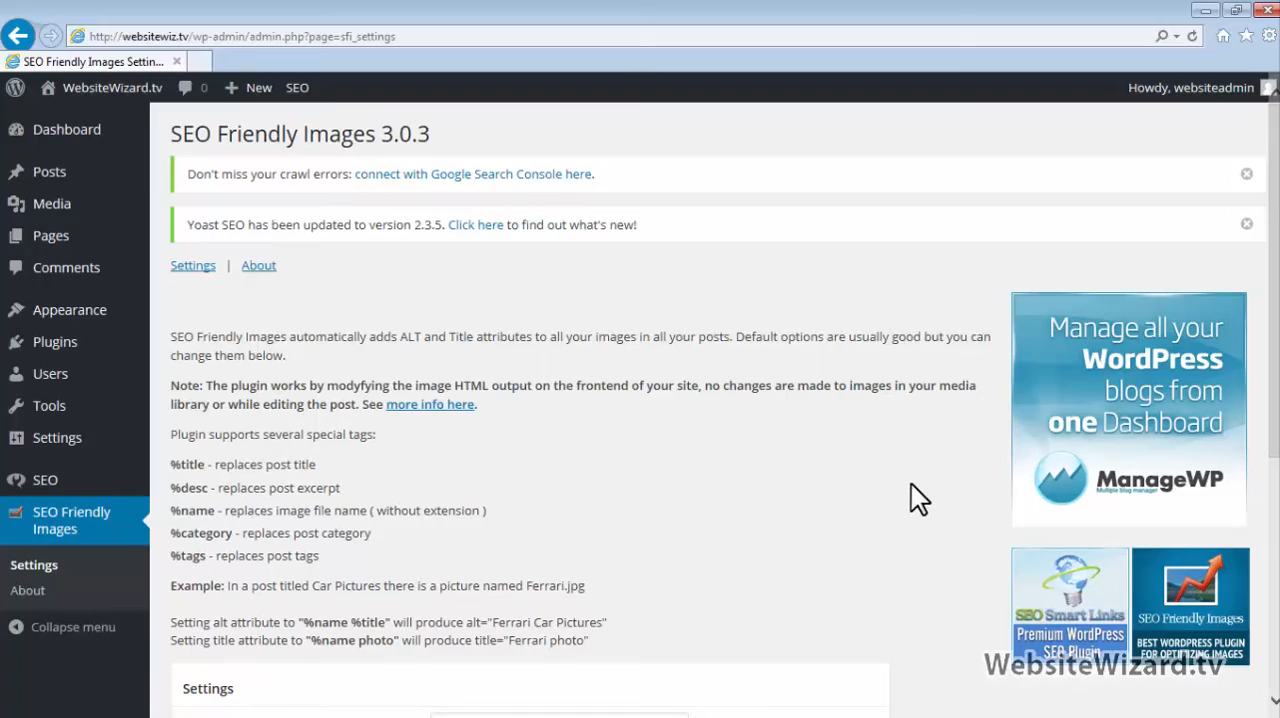 http://websitewiz.tv/wp-admin/admin.php?page=sfi_settings
SEO Friendly Images Settin...
WebsiteWizard.tv 0 New SEO Howdy, websiteadmin
Dashboard
Posts
Media
Pages
Comments
Appearance
Plugins
Users
Tools
Settings
SEO
SEO Friendly
Images
Settings
About
Collapse menu
SEO Friendly Images 3.0.3
Don't miss your crawl errors: connect with Google Search Console here.
Yoast SEO has been updated to version 2.3.5. Click here to find out what's new!
Settings | About
SEO Friendly Images automatically adds ALT and Title attributes to all your images in all your posts. Default options are usually good but you can
change them below.
Note: The plugin works by modyfying the image HTML output on the frontend of your site, no changes are made to images in your media
library or while editing the post. See more info here.
Plugin supports several special tags:
%title - replaces post title
%desc - replaces post excerpt
%name - replaces image file name ( without extension )
%category - replaces post category
%tags - replaces post tags
Example: In a post titled Car Pictures there is a picture named Ferrari.jpg
Setting alt attribute to "%name %title" will produce alt="Ferrari Car Pictures"
Setting title attribute to "%name photo" will produce title="Ferrari photo"
Settings
Manage all your
WordPress
blogs from
one Dashboard
ManageWP
Multiple blog manager
SEO Smart Links
Premium WordPress
SEO Plugin
SEO Friendly Images
BEST WORDPRESS PLUGIN
FOR OPTIMIZING IMAGES
WebsiteWizard.tv